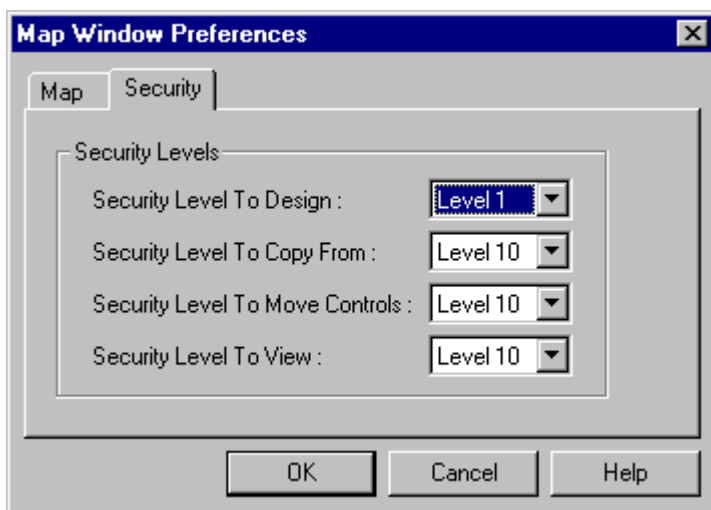 Map Window Preferences
Map Security
Security Levels
Security Level To Design : Level 1
Security Level To Copy From : Level 10
Security Level To Move Controls : Level 10
Security Level To View : Level 10
OK Cancel Help